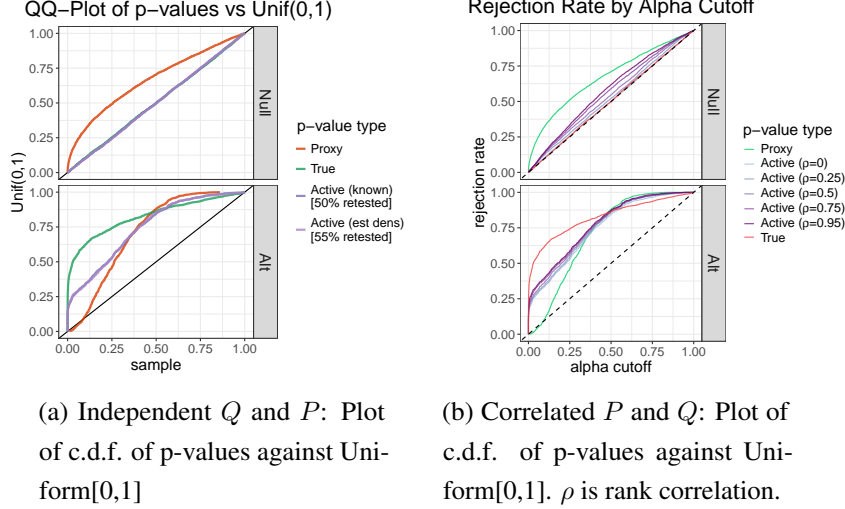 QQ−Plot of p−values vs Unif(0,1)
1.00
0.75
0.50
0.25
0.00
Null
1.00
0.75
0.50
0.25
0.00
Alt
Unif(0,1)
0.00 0.25 0.50 0.75 1.00
sample
p−value type
Proxy
True
Active (known)
[50% retested]
Active (est dens)
[55% retested]
(a) Independent Q and P: Plot
of c.d.f. of p-values against Uni-
form[0,1]
Rejection Rate by Alpha Cutoff
1.00
0.75
0.50
0.25
0.00
Null
1.00
0.75
0.50
0.25
0.00
Alt
rejection rate
0.00 0.25 0.50 0.75 1.00
alpha cutoff
p−value type
Proxy
Active (ρ=0)
Active (ρ=0.25)
Active (ρ=0.5)
Active (ρ=0.75)
Active (ρ=0.95)
True
(b) Correlated P and Q: Plot of
c.d.f. of p-values against Uni-
form[0,1]. ρ is rank correlation.